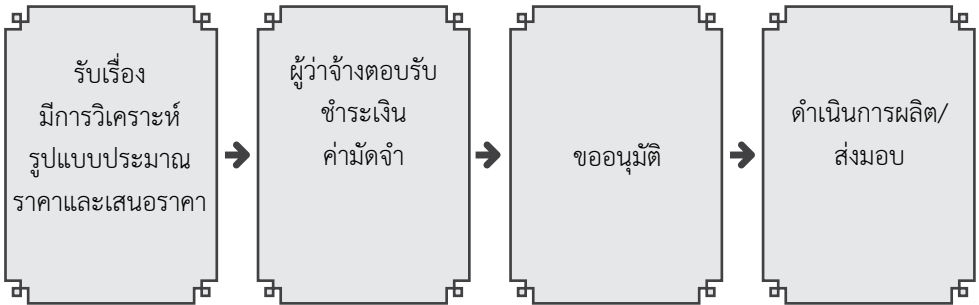 รับเรื่อง
มีการวิเคราะห์
รูปแบบประมาณ
ราคาและเสนอราคา
ผู้ว่าจ้างตอบรับ
ชำระเงิน
ค่ามัดจำ
ขออนุมัติ
ดำเนินการผลิต/
ส่งมอบ